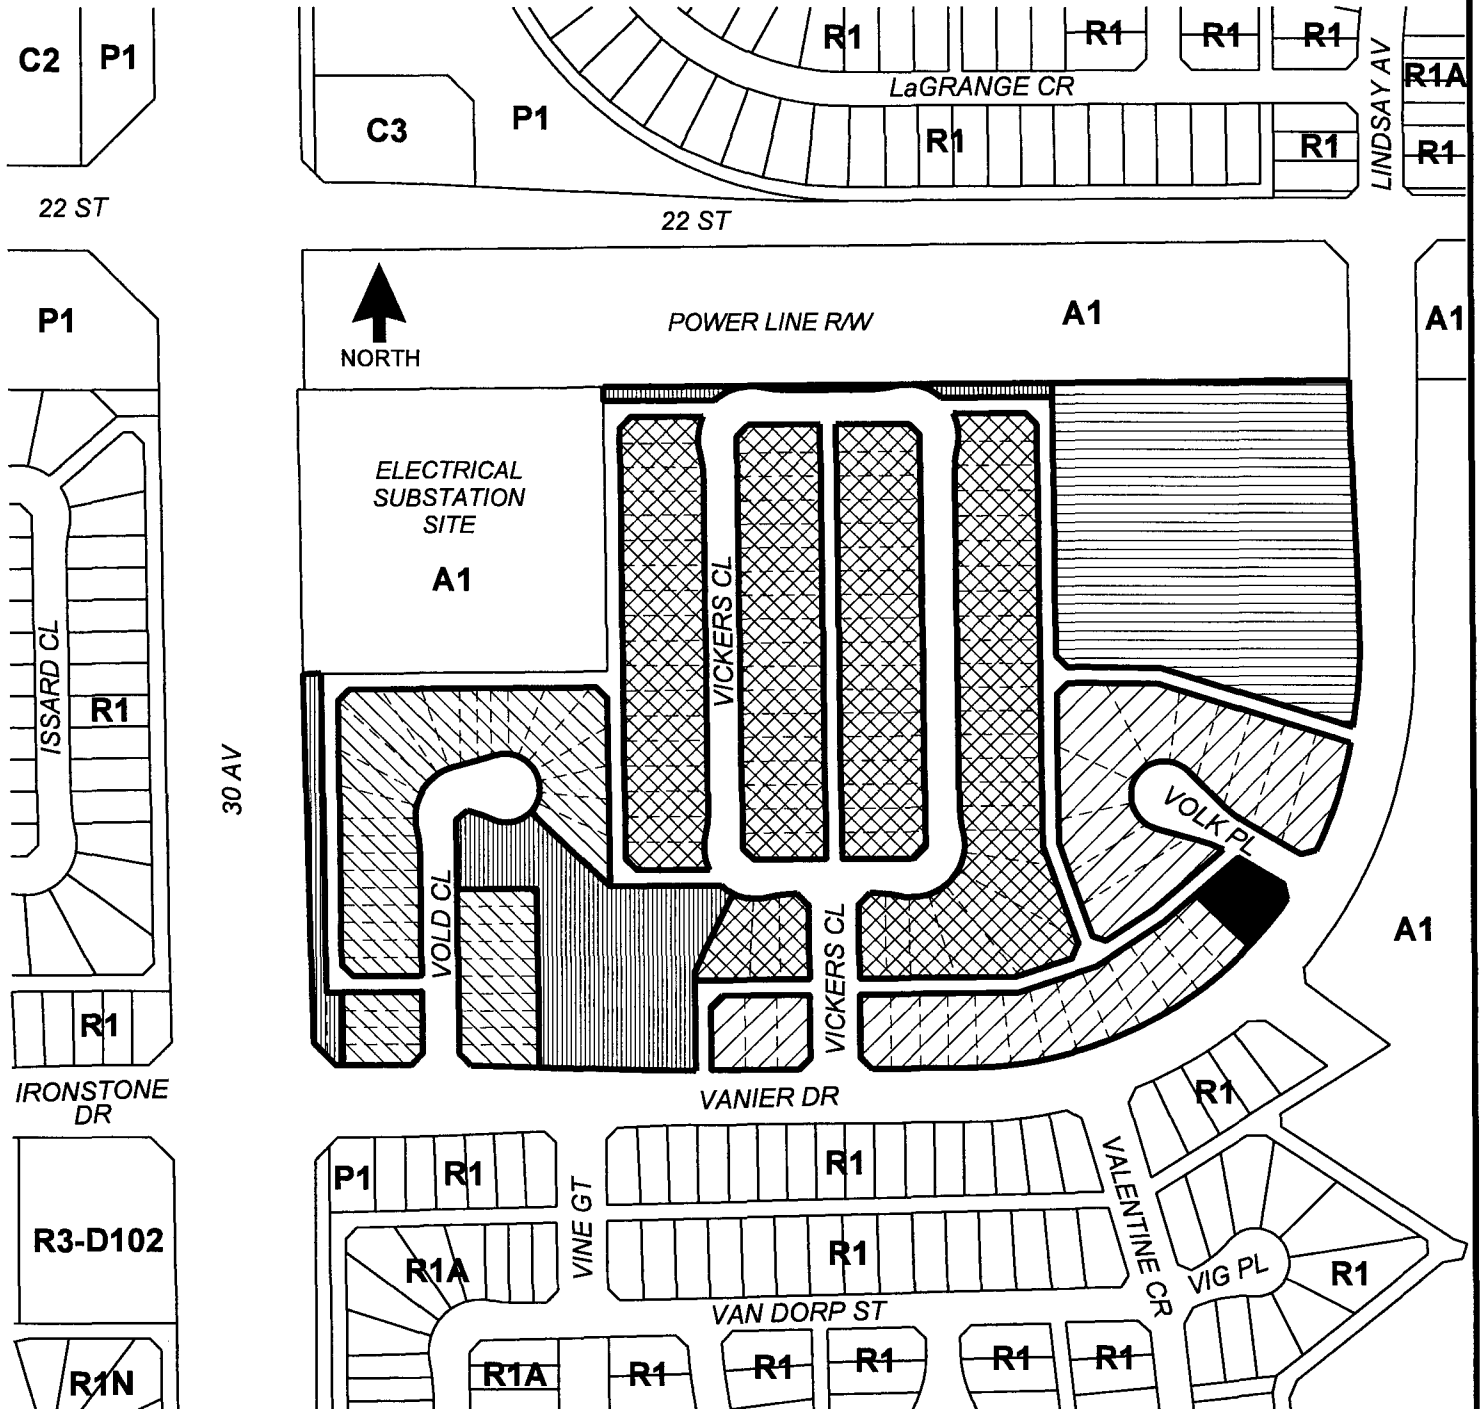 C2
P1
R1
R1
R1
R1
R1A
LaGRANGE CR
LINDSAY AV
C3
P1
R1
R1
R1
22 ST
22 ST
P1
NORTH
POWER LINE R/W
A1
A1
ELECTRICAL
SUBSTATION
SITE
A1
VICKERS CL
ISSARD CL
R1
30 AV
VOLK PL
VOLD CL
VICKERS CL
A1
R1
IRONSTONE
DR
VANIER DR
R1
P1
R1
R1
VALENTINE CR
R3-D102
VINE GT
R1A
R1
VIG PL
R1
VAN DORP ST
R1N
R1A
R1
R1
R1
R1
R1